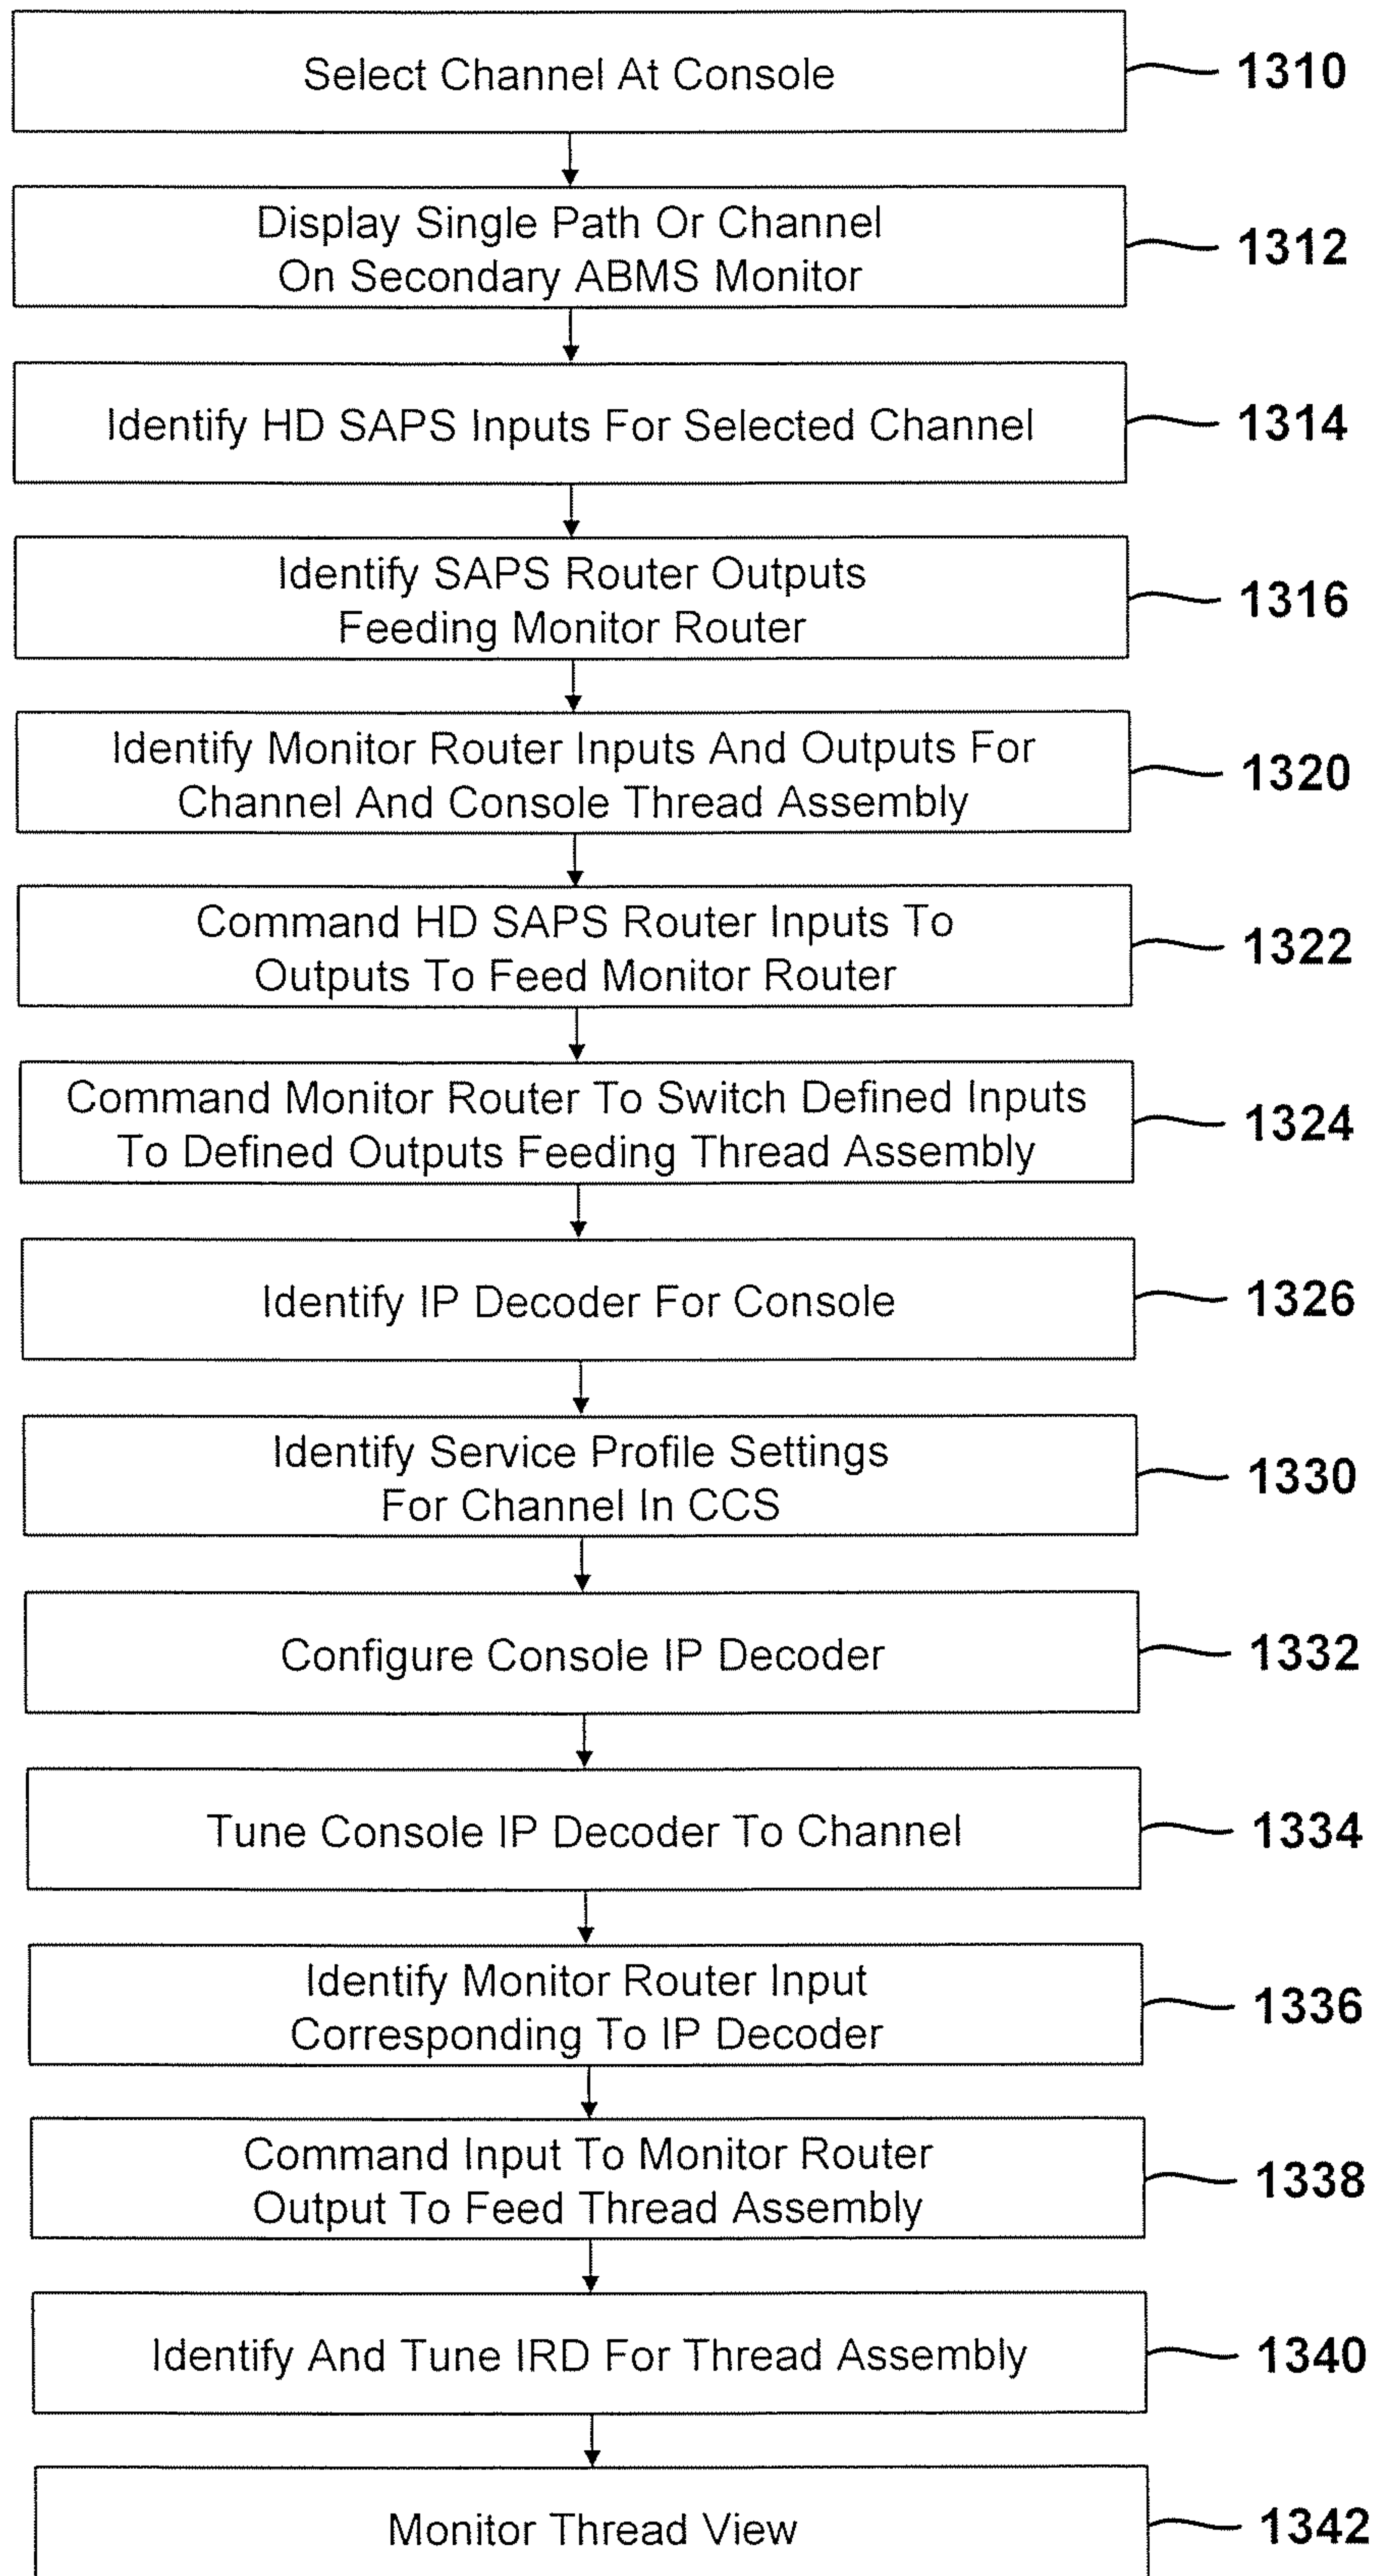 Select Channel At Console
1310
Display Single Path Or Channel
On Secondary ABMS Monitor
1312
Identify HD SAPS Inputs For Selected Channel
1314
Identify SAPS Router Outputs
Feeding Monitor Router
1316
Identify Monitor Router Inputs And Outputs For
Channel And Console Thread Assembly
1320
Command HD SAPS Router Inputs To
Outputs To Feed Monitor Router
1322
Command Monitor Router To Switch Defined Inputs
To Defined Outputs Feeding Thread Assembly
1324
Identify IP Decoder For Console
1326
Identify Service Profile Settings
For Channel In CCS
1330
Configure Console IP Decoder
1332
Tune Console IP Decoder To Channel
1334
Identify Monitor Router Input
Corresponding To IP Decoder
1336
Command Input To Monitor Router
Output To Feed Thread Assembly
1338
Identify And Tune IRD For Thread Assembly
1340
Monitor Thread View
1342